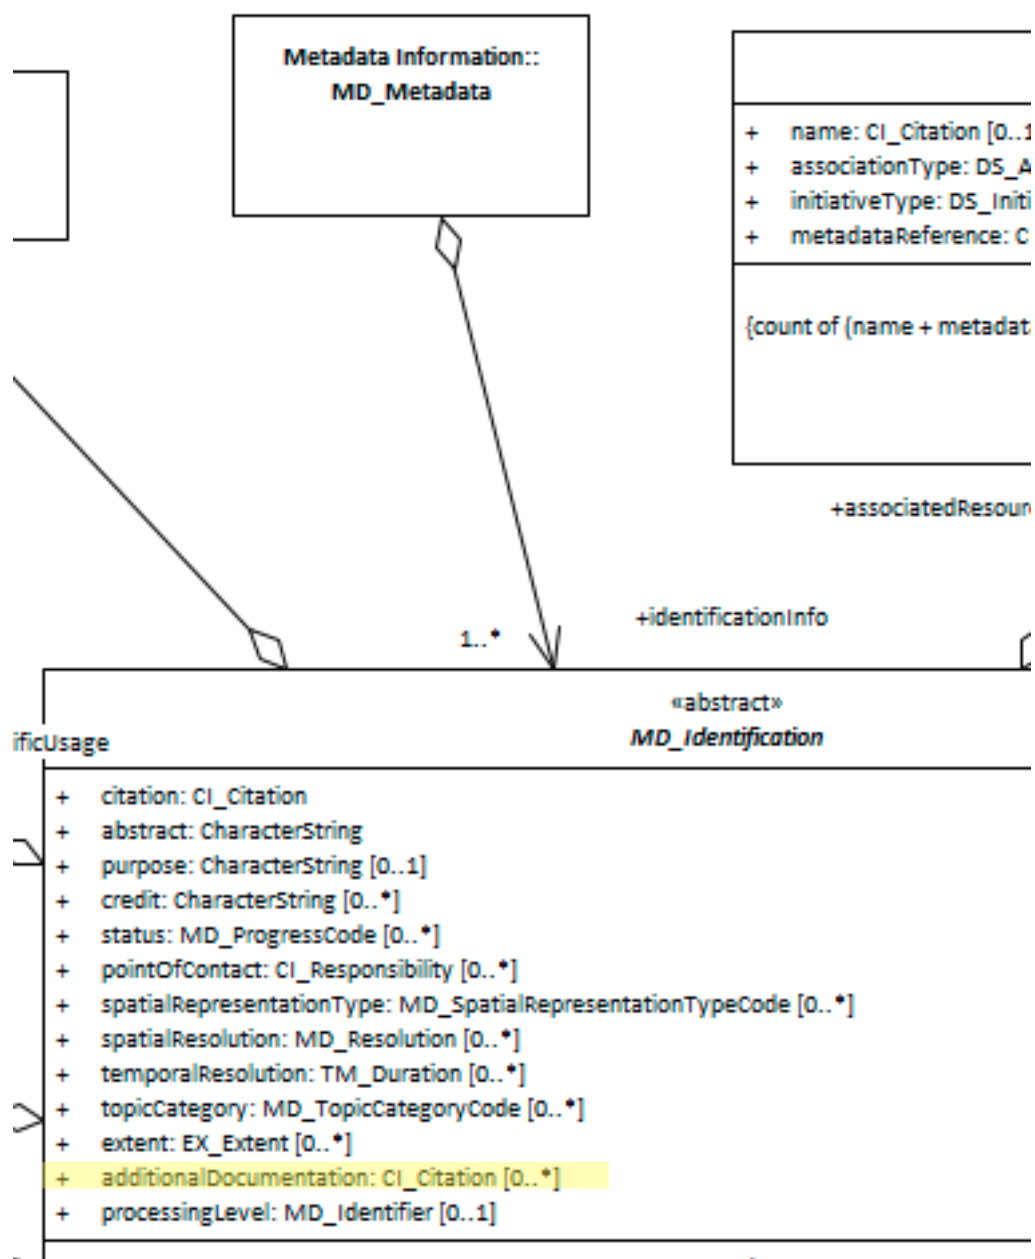 Metadata Information::
MD_Metadata
+ name: CI_Citation [0..1
+ associationType: DS_A
+ initiativeType: DS_Initi
+ metadataReference: C
{count of (name + metadata
+associatedResour
+identificationInfo
1..*
«abstract»
MD_Identification
ificUsage
+ citation: CI_Citation
+ abstract: CharacterString
+ purpose: CharacterString [0..1]
+ credit: CharacterString [0..*]
+ status: MD_ProgressCode [0..*]
+ pointOfContact: CI_Responsibility [0..*]
+ spatialRepresentationType: MD_SpatialRepresentationTypeCode [0..*]
+ spatialResolution: MD_Resolution [0..*]
+ temporalResolution: TM_Duration [0..*]
+ topicCategory: MD_TopicCategoryCode [0..*]
+ extent: EX_Extent [0..*]
+ additionalDocumentation: CI_Citation [0..*]
+ processingLevel: MD_Identifier [0..1]